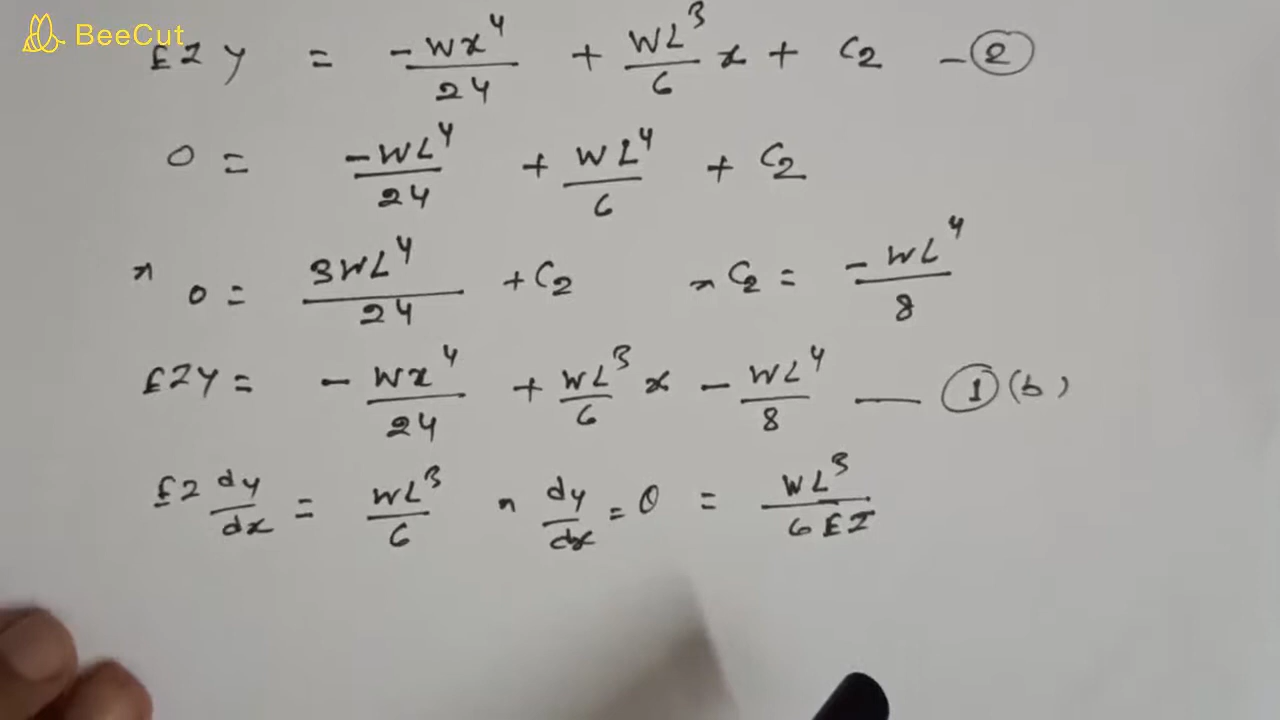 BeeCut
EIy = -wx⁴/24 + wL³/6 x + C₂ - ②
0 = -wL⁴/24 + wL⁴/6 + C₂
0 = 3wL⁴/24 + C₂ C₂ = -wL⁴/8
EIy = - wx⁴/24 + wL³/6 x - wL⁴/8 — ①(b)
EI dy/dx = wL³/6 dy/dx = θ = wL³/6EI